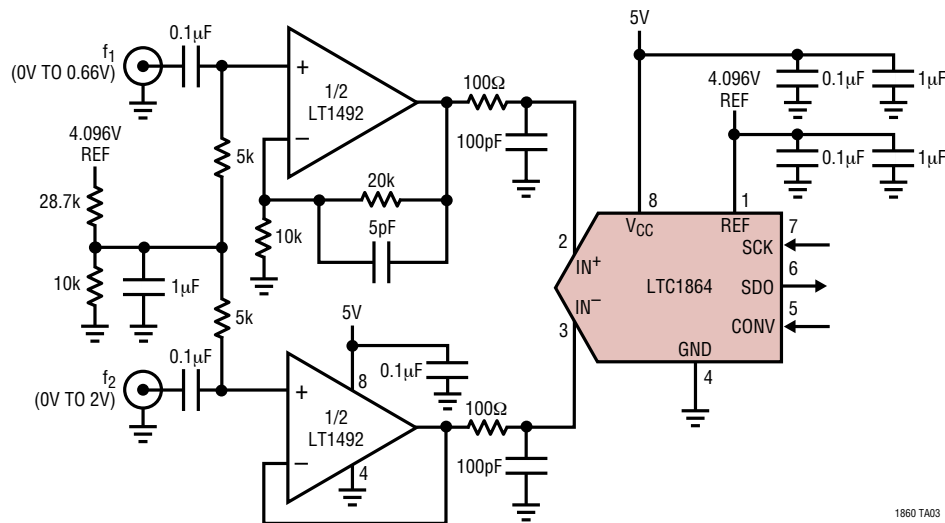 f1
(0V TO 0.66V)
0.1µF
4.096V
REF
28.7k
10k
1µF
5k
5k
f2
(0V TO 2V)
0.1µF
+
1/2
LT1492
−
10k
20k
5pF
100Ω
100pF
5V
8
0.1µF
+
1/2
LT1492
−
4
100Ω
100pF
5V
0.1µF
1µF
4.096V
REF
0.1µF
1µF
8
1
VCC
REF
2
IN+
IN−
3
LTC1864
7
SCK
6
SDO
5
CONV
GND
4
1860 TA03